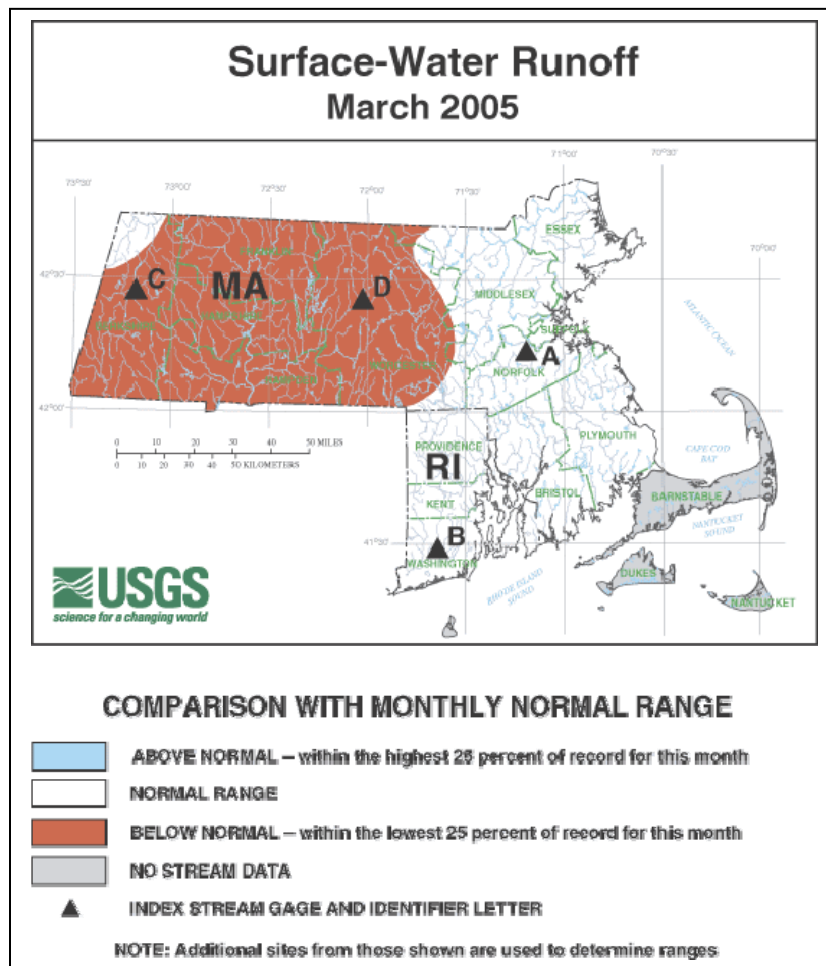 Surface-Water Runoff
March 2005
73°30'
73°00'
72°30'
72°00'
71°30'
71°00'
70°30'
70°00'
42°30'
42°00'
41°30'
C
MA
D
A
RI
B
FRANKLIN
ESSEX
MIDDLESEX
SUFFOLK
NORFOLK
PLYMOUTH
BRISTOL
PROVIDENCE
KENT
WASHINGTON
BARNSTABLE
DUKES
NANTUCKET
ATLANTIC OCEAN
CAPE COD
BAY
NANTUCKET
SOUND
RHODE ISLAND
SOUND
0 10 20 30 40 50 MILES
0 10 20 30 40 50 KILOMETERS
USGS
science for a changing world
COMPARISON WITH MONTHLY NORMAL RANGE
ABOVE NORMAL – within the highest 25 percent of record for this month
NORMAL RANGE
BELOW NORMAL – within the lowest 25 percent of record for this month
NO STREAM DATA
INDEX STREAM GAGE AND IDENTIFIER LETTER
NOTE: Additional sites from those shown are used to determine ranges